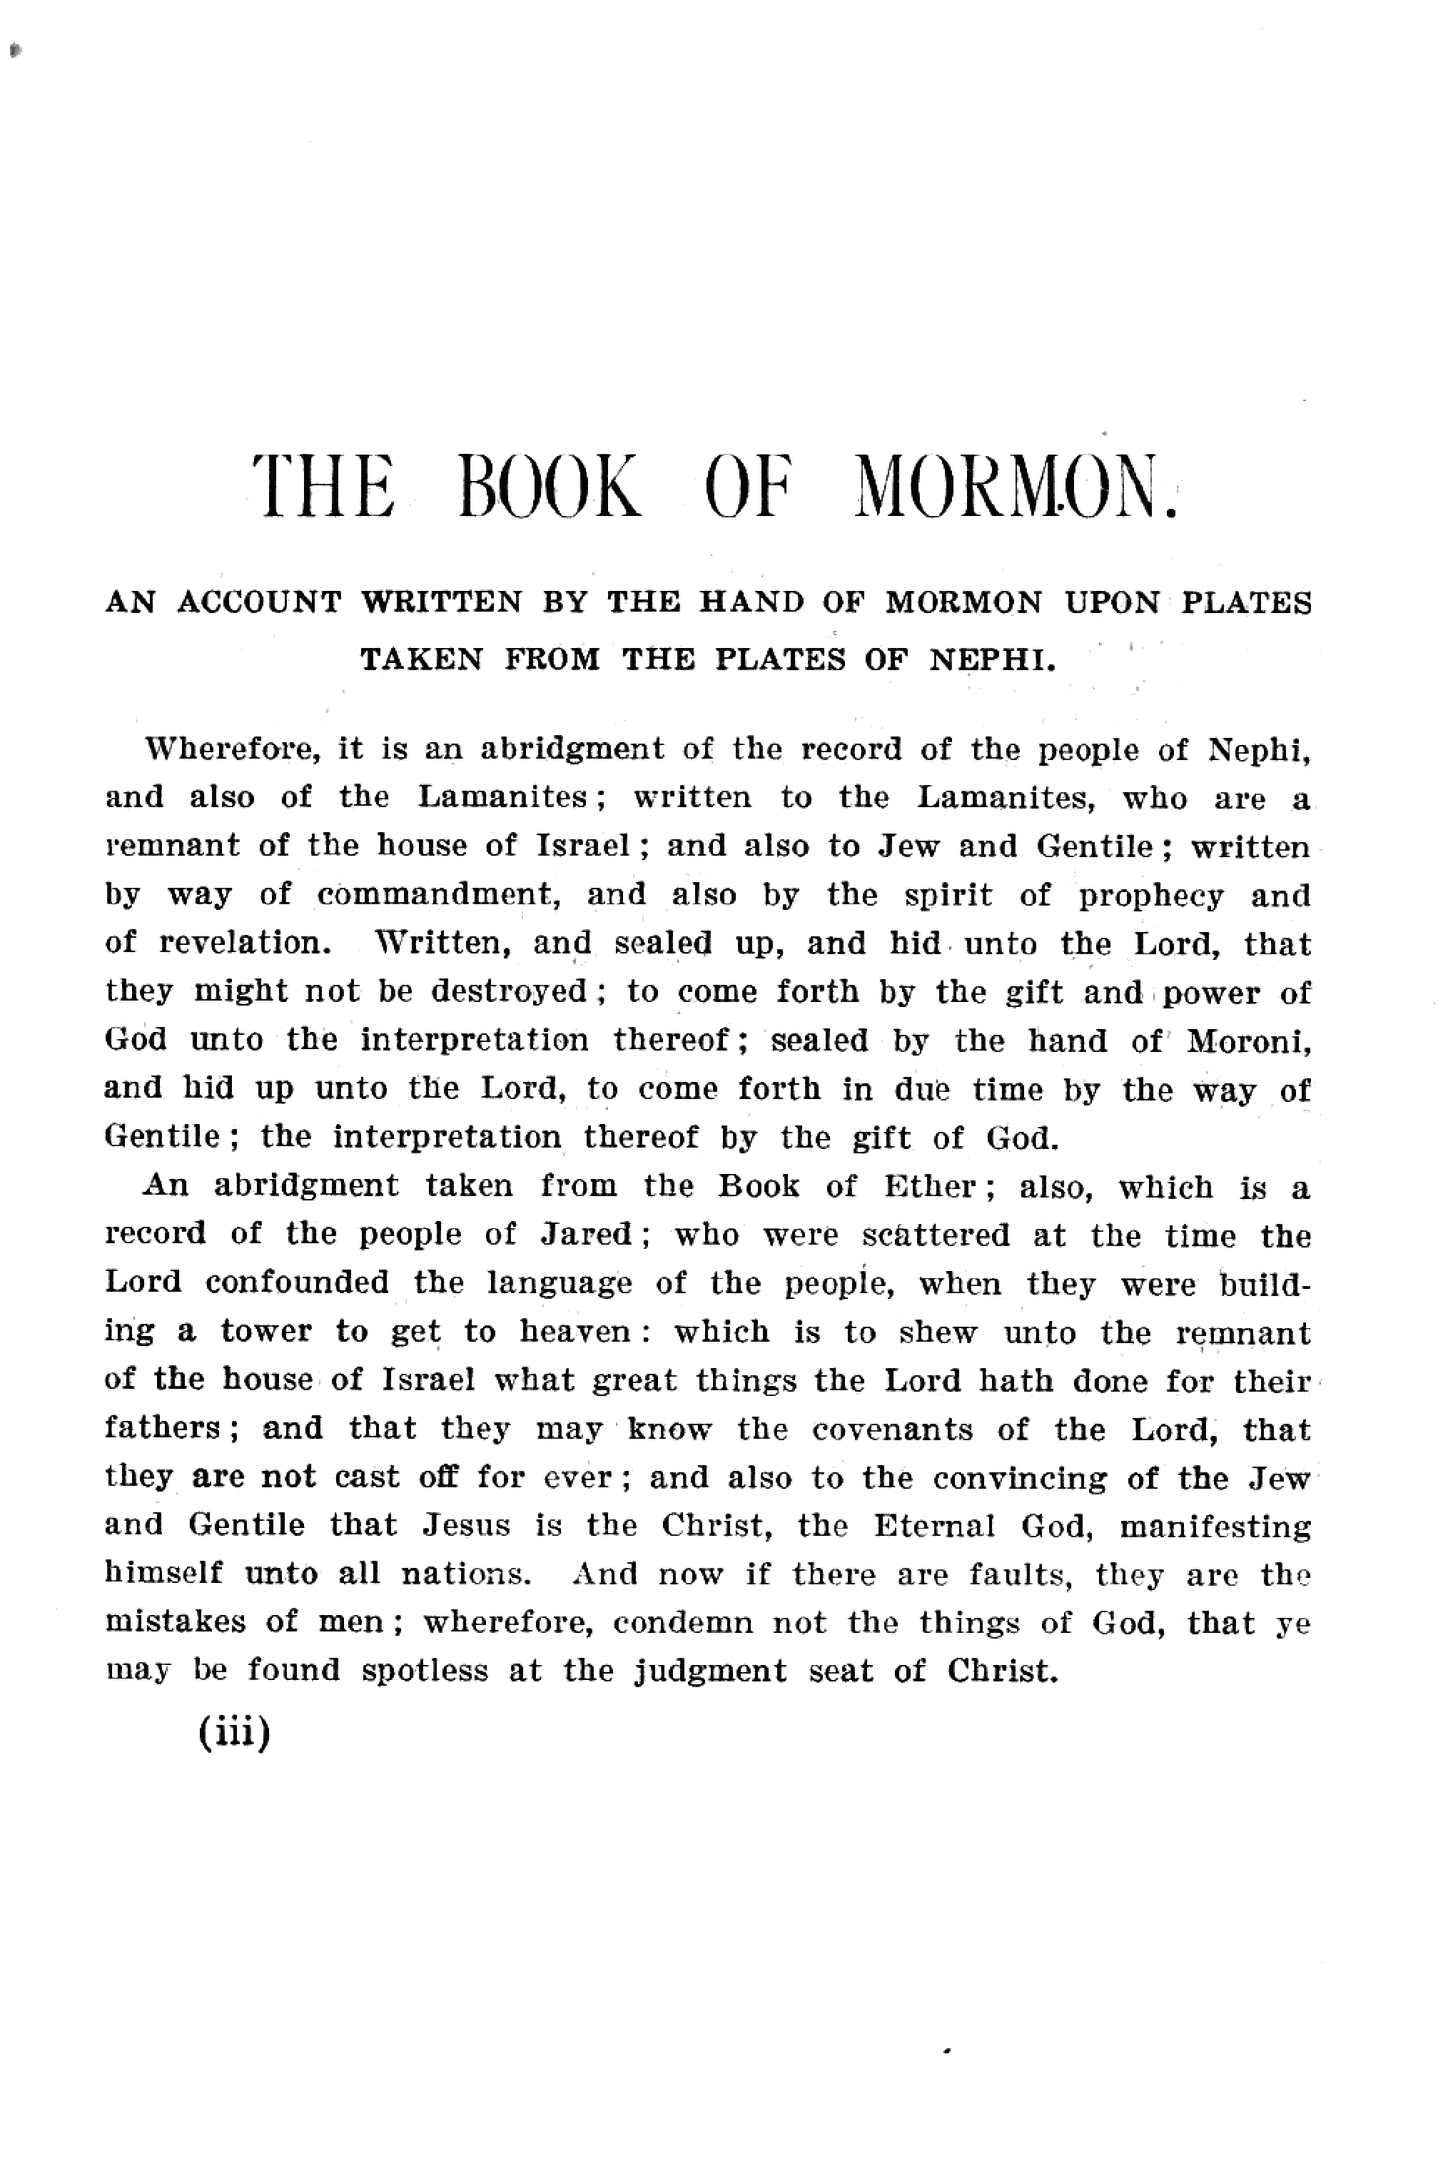 THE BOOK OF MORMON.
AN ACCOUNT WRITTEN BY THE HAND OF MORMON UPON PLATES
TAKEN FROM THE PLATES OF NEPHI.
Wherefore, it is an abridgment of the record of the people of Nephi,
and also of the Lamanites; written to the Lamanites, who are a
remnant of the house of Israel; and also to Jew and Gentile; written
by way of commandment, and also by the spirit of prophecy and
of revelation. Written, and sealed up, and hid unto the Lord, that
they might not be destroyed; to come forth by the gift and power of
God unto the interpretation thereof; sealed by the hand of Moroni,
and hid up unto the Lord, to come forth in due time by the way of
Gentile; the interpretation thereof by the gift of God.
An abridgment taken from the Book of Ether; also, which is a
record of the people of Jared; who were scattered at the time the
Lord confounded the language of the people, when they were build-
ing a tower to get to heaven: which is to shew unto the remnant
of the house of Israel what great things the Lord hath done for their
fathers; and that they may know the covenants of the Lord, that
they are not cast off for ever; and also to the convincing of the Jew
and Gentile that Jesus is the Christ, the Eternal God, manifesting
himself unto all nations. And now if there are faults, they are the
mistakes of men; wherefore, condemn not the things of God, that ye
may be found spotless at the judgment seat of Christ.
(iii)